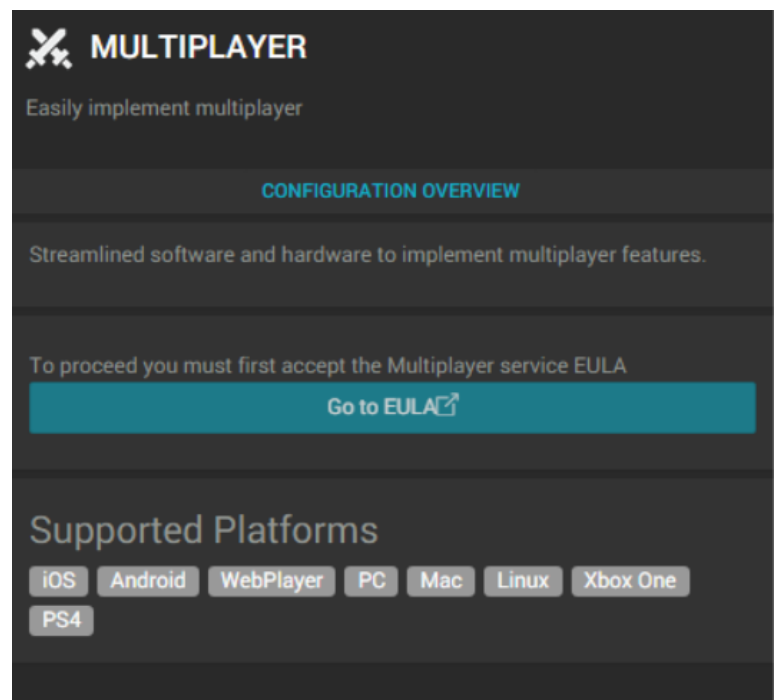 MULTIPLAYER
Easily implement multiplayer
CONFIGURATION OVERVIEW
Streamlined software and hardware to implement multiplayer features.
To proceed you must first accept the Multiplayer service EULA
Go to EULA
Supported Platforms
iOS Android WebPlayer PC Mac Linux Xbox One
PS4